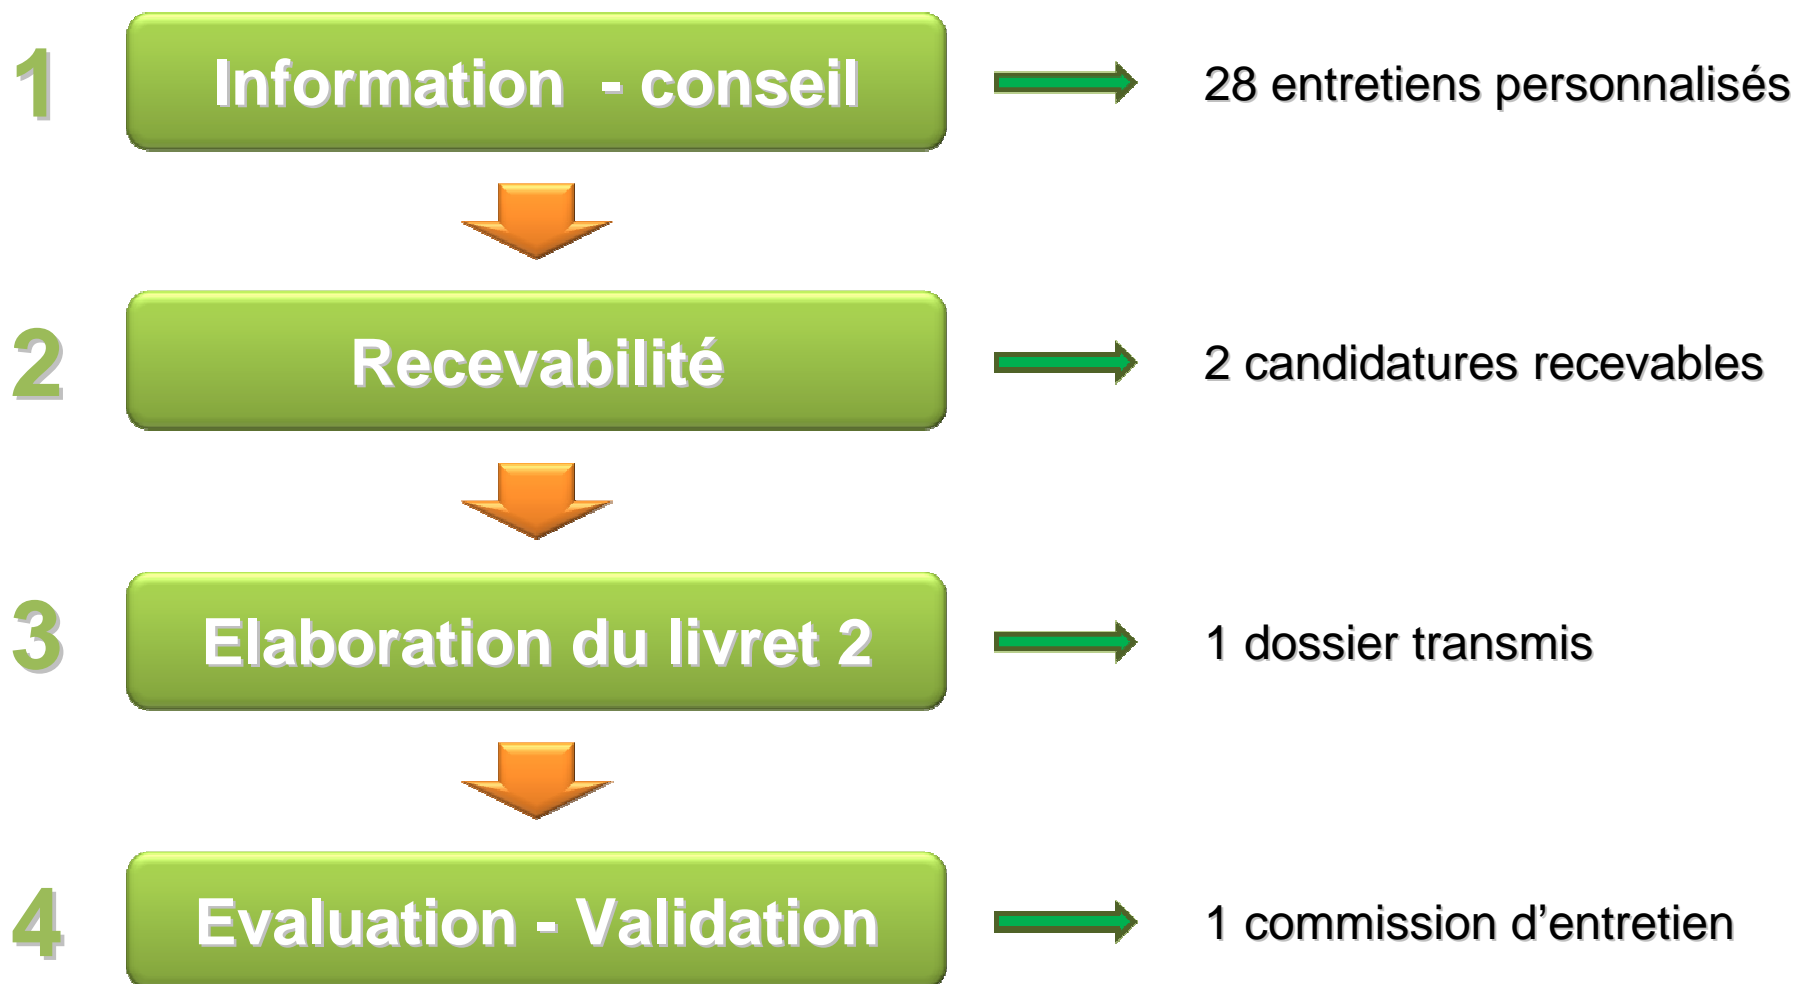 1
Information - conseil
28 entretiens personnalisés
2
Recevabilité
2 candidatures recevables
3
Elaboration du livret 2
1 dossier transmis
4
Evaluation - Validation
1 commission d’entretien